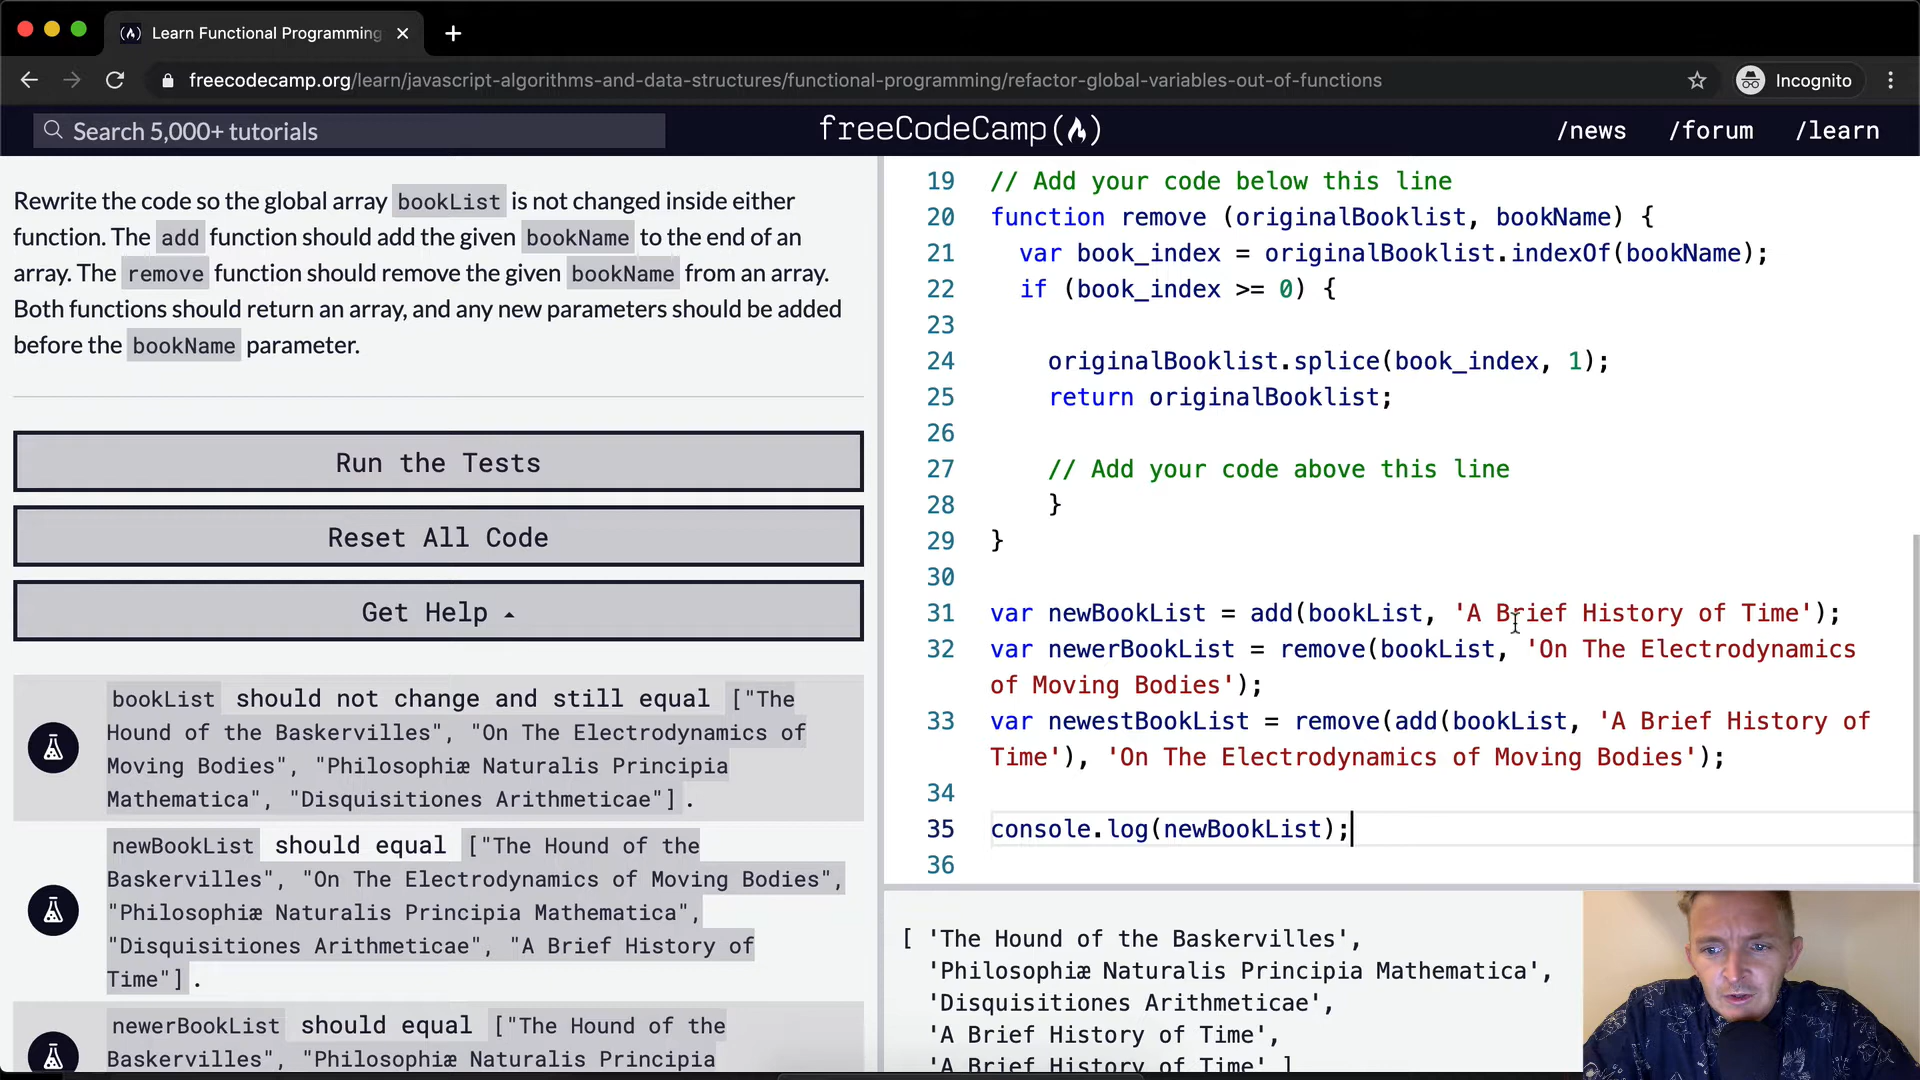 Learn Functional Programming
freecodecamp.org/learn/javascript-algorithms-and-data-structures/functional-programming/refactor-global-variables-out-of-functions
Incognito
Search 5,000+ tutorials
freeCodeCamp
/news /forum /learn
Rewrite the code so the global array bookList is not changed inside either
function. The add function should add the given bookName to the end of an
array. The remove function should remove the given bookName from an array.
Both functions should return an array, and any new parameters should be added
before the bookName parameter.
Run the Tests
Reset All Code
Get Help
bookList should not change and still equal ["The
Hound of the Baskervilles", "On The Electrodynamics of
Moving Bodies", "Philosophiæ Naturalis Principia
Mathematica", "Disquisitiones Arithmeticae"].
newBookList should equal ["The Hound of the
Baskervilles", "On The Electrodynamics of Moving Bodies",
"Philosophiæ Naturalis Principia Mathematica",
"Disquisitiones Arithmeticae", "A Brief History of
Time"].
newerBookList should equal ["The Hound of the
Baskervilles", "Philosophiæ Naturalis Principia
19 // Add your code below this line
20 function remove (originalBooklist, bookName) {
21 var book_index = originalBooklist.indexOf(bookName);
22 if (book_index >= 0) {
23
24 originalBooklist.splice(book_index, 1);
25 return originalBooklist;
26
27 // Add your code above this line
28 }
29 }
30
31 var newBookList = add(bookList, 'A Brief History of Time');
32 var newerBookList = remove(bookList, 'On The Electrodynamics
of Moving Bodies');
33 var newestBookList = remove(add(bookList, 'A Brief History of
Time'), 'On The Electrodynamics of Moving Bodies');
34
35 console.log(newBookList);
36
[ 'The Hound of the Baskervilles',
'Philosophiæ Naturalis Principia Mathematica',
'Disquisitiones Arithmeticae',
'A Brief History of Time',
'A Brief History of Time' ]